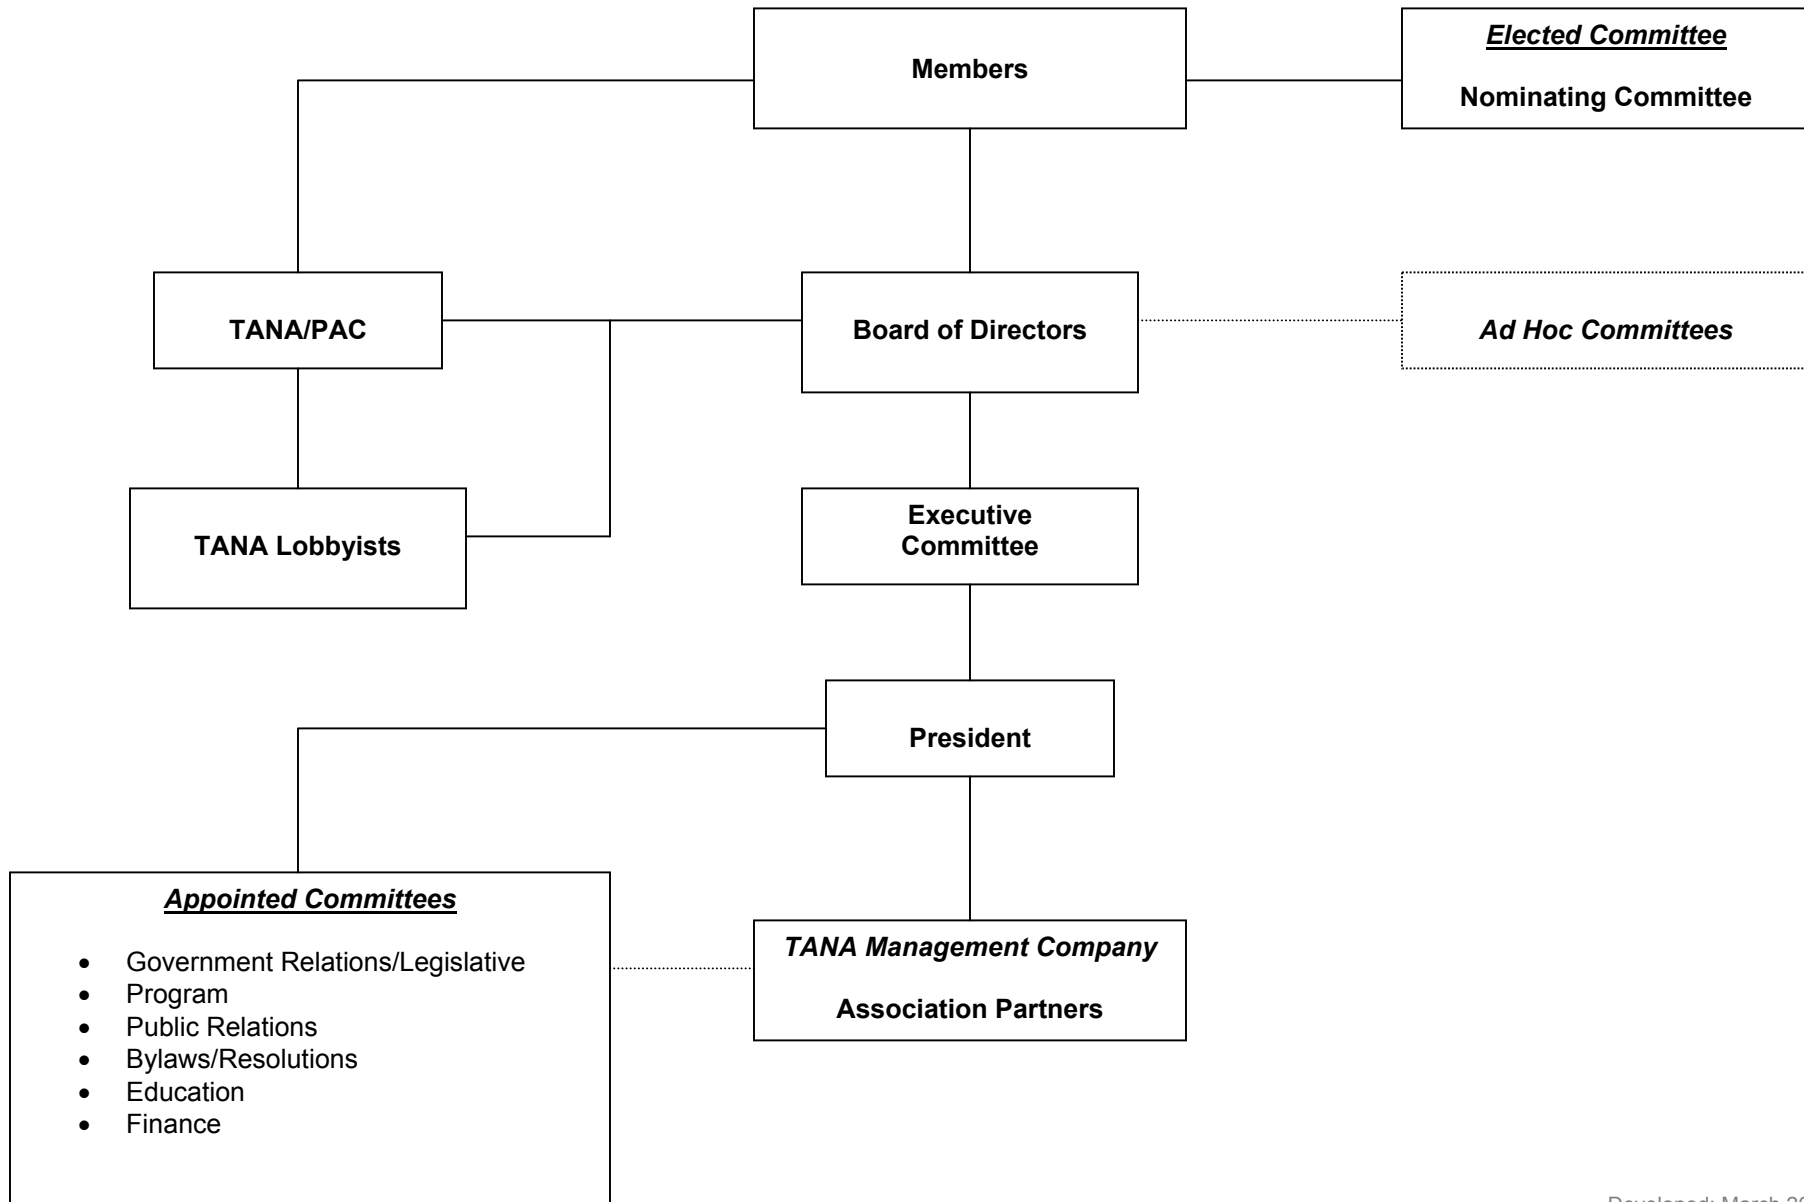 Members
Elected Committee
Nominating Committee
TANA/PAC
Board of Directors
Ad Hoc Committees
TANA Lobbyists
Executive
Committee
President
Appointed Committees
• Government Relations/Legislative
• Program
• Public Relations
• Bylaws/Resolutions
• Education
• Finance
TANA Management Company
Association Partners
Developed: March